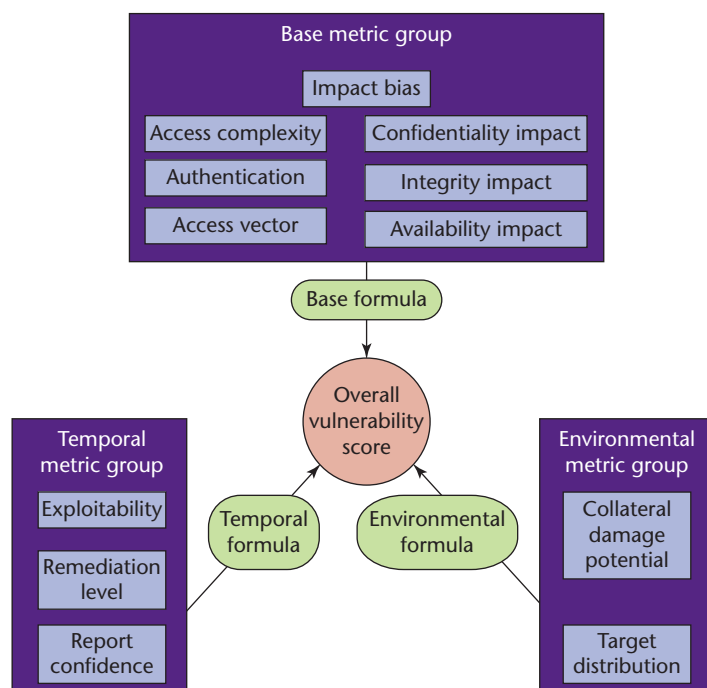 Base metric group
Impact bias
Access complexity
Confidentiality impact
Authentication
Integrity impact
Access vector
Availability impact
Base formula
Overall
vulnerability
score
Temporal
metric group
Exploitability
Remediation
level
Report
confidence
Temporal
formula
Environmental
formula
Environmental
metric group
Collateral
damage
potential
Target
distribution